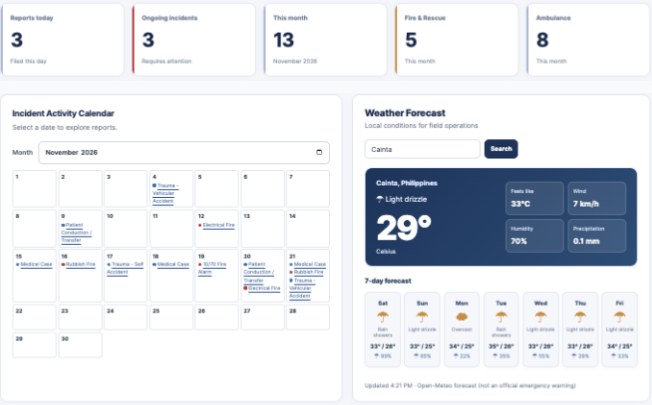 Reports today
3
Filed this day
Ongoing incidents
3
Requires attention
This month
13
November 2026
Fire & Rescue
5
This month
Ambulance
8
This month
Incident Activity Calendar
Select a date to explore reports.
Month November 2026
1 2 3 4 5 6 7
Trauma -
Vehicular
Accident
8 9 10 11 12 13 14
Patient
Conduction /
Transfer
Electrical Fire
15 16 17 18 19 20 21
Medical Case
Rubbish Fire
Trauma - Self
Accident
Medical Case
10/70 Fire
Alarm
Patient
Conduction /
Transfer
Electrical Fire
Medical Case
Rubbish Fire
Trauma -
Vehicular
Accident
22 23 24 25 26 27 28
29 30
Weather Forecast
Local conditions for field operations
Cainta
Search
Cainta, Philippines
Light drizzle
29°
Celsius
Feels like
33°C
Wind
7 km/h
Humidity
70%
Precipitation
0.1 mm
7-day forecast
Sat Sun Mon Tue Wed Thu Fri
Rain
showers
Light drizzle
Overcast
Rain
showers
Light drizzle
Light drizzle
Light drizzle
33° / 26° 33° / 25° 34° / 25° 35° / 26° 33° / 26° 33° / 26° 34° / 25°
Updated 4:21 PM · Open-Meteo forecast (not an official emergency warning)